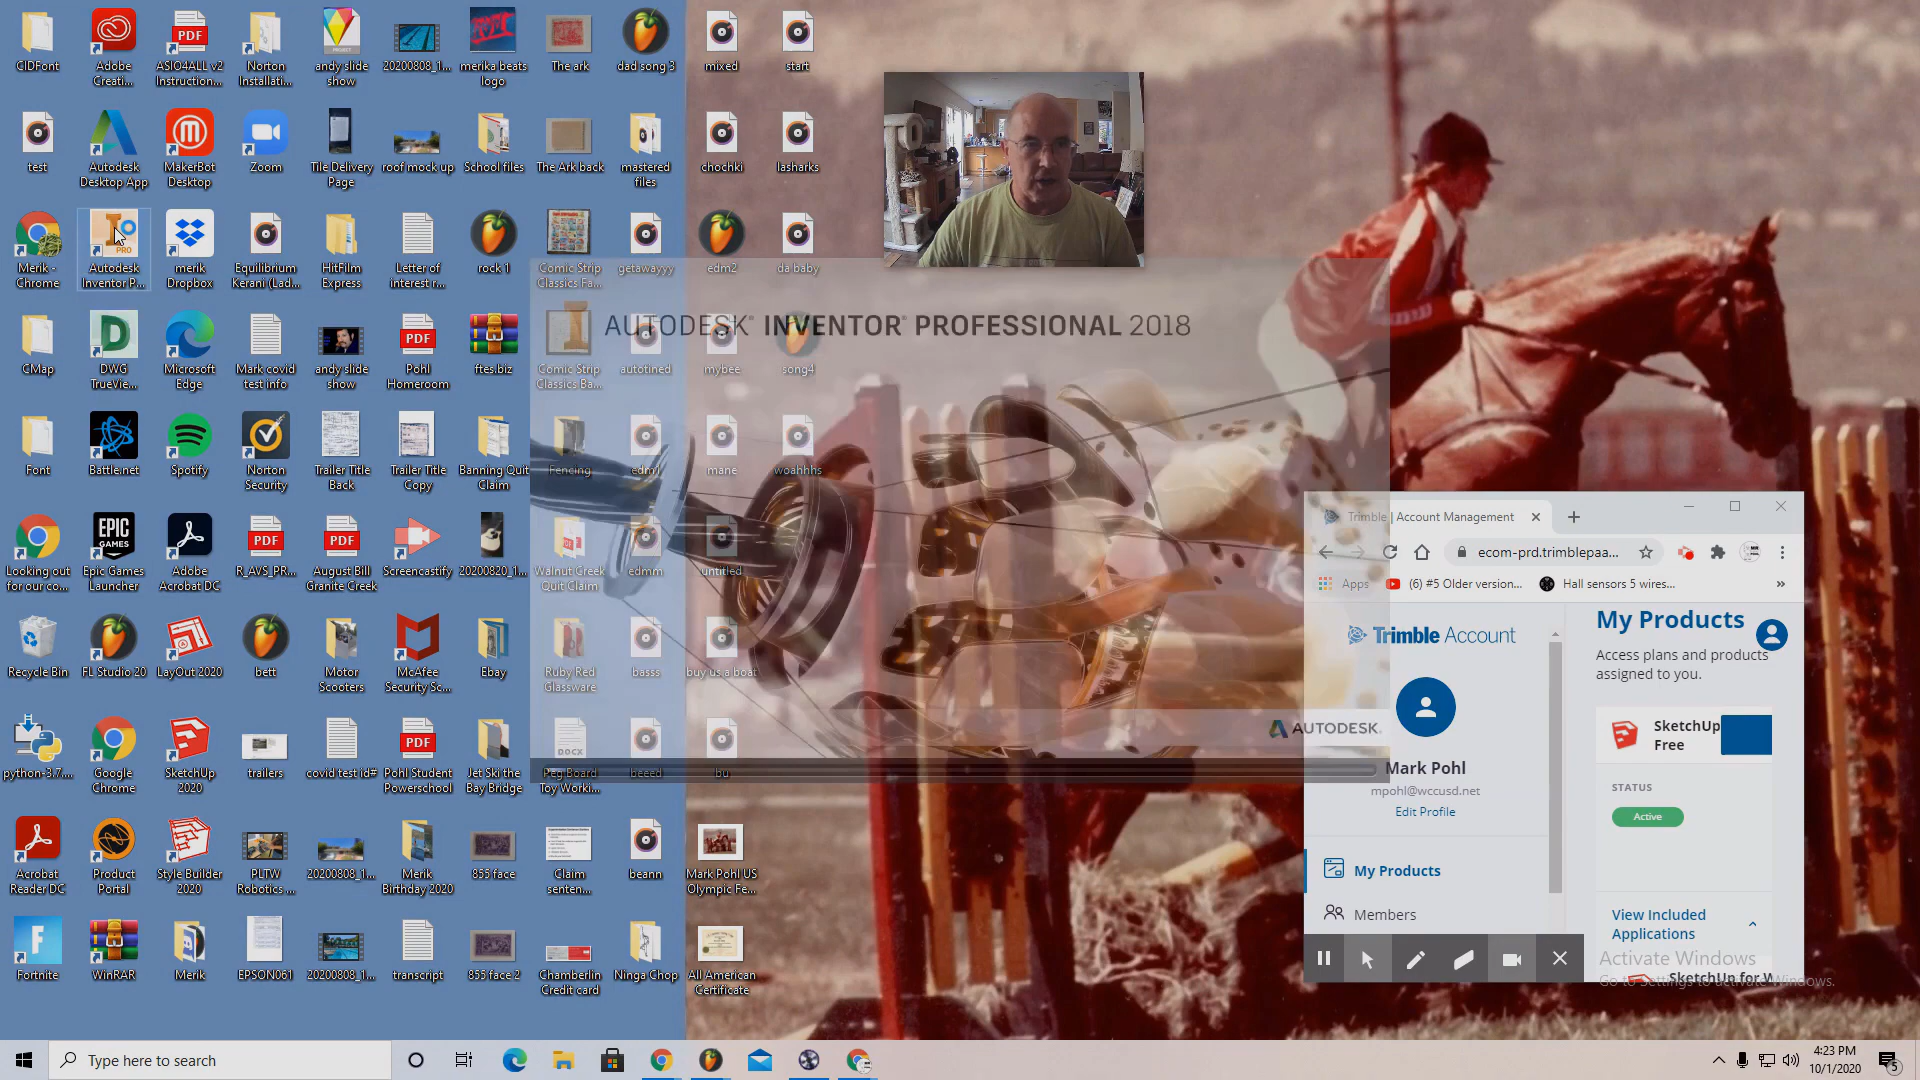 CIDFont
Adobe
Creati...
ASIO4ALL v2
Instruction...
Norton
Installati...
andy slide
show
20200808_1...
merika beats
logo
The ark
dad song 3
mixed
start
test
Autodesk
Desktop App
MakerBot
Desktop
Zoom
Tile Delivery
Page
roof mock up
School files
The Ark back
mastered
files
chochki
lasharks
Merik -
Chrome
Autodesk
Inventor P...
merik
Dropbox
Equilibrium
Kerani (Lad...
HitFilm
Express
Letter of
interest r...
rock 1
Comic Strip
Classics Fa...
getawayyy
edm2
da baby
AUTODESK® INVENTOR® PROFESSIONAL 2018
CMap
DWG
TrueVie...
Microsoft
Edge
Mark covid
test info
andy slide
show
Pohl
Homeroom
ftes.biz
Comic Strip
Classics Ba...
autotined
mybee
song4
Font
Battle.net
Spotify
Norton
Security
Trailer Title
Back
Trailer Title
Copy
Banning Quit
Claim
Fencing
edm1
mane
woahhhs
Looking out
for our co...
Epic Games
Launcher
Adobe
Acrobat DC
R_AVS_PR...
August Bill
Granite Creek
Screencastify
20200820_1...
Walnut Creek
Quit Claim
edmm
untitled
Recycle Bin
FL Studio 20
LayOut 2020
bett
Motor
Scooters
McAfee
Security Sc...
Ebay
Ruby Red
Glassware
basss
buy us a boat
python-3.7....
Google
Chrome
SketchUp
2020
trailers
covid test id#
Pohl Student
Powerschool
Jet Ski the
Bay Bridge
Peg Board
Toy Worki...
beeed
bu
Acrobat
Reader DC
Product
Portal
Style Builder
2020
PLTW
Robotics ...
20200808_1...
Merik
Birthday 2020
855 face
Claim
senten...
beann
Mark Pohl US
Olympic Fe...
Fortnite
WinRAR
Merik
EPSON061
20200808_1...
transcript
855 face 2
Chamberlin
Credit card
Ninga Chop
All American
Certificate
AUTODESK.
Trimble | Account Management
ecom-prd.trimblepaa...
Apps
(6) #5 Older version...
Hall sensors 5 wires...
Trimble Account
My Products
Access plans and products
assigned to you.
Mark Pohl
mpohl@wccusd.net
Edit Profile
SketchUp
Free
STATUS
Active
My Products
Members
View Included
Applications
SketchUp for W
Activate Windows
Go to Settings to activate Windows.
Type here to search
4:23 PM
10/1/2020
5